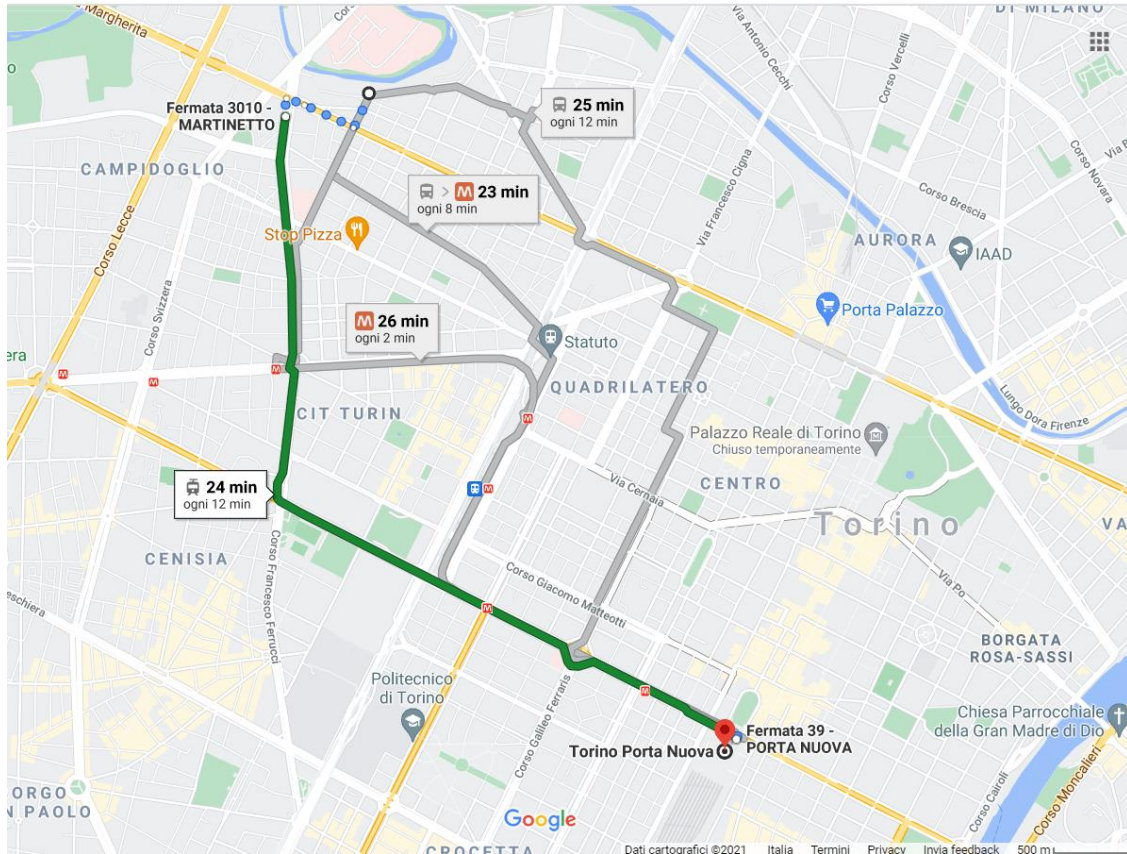 Corso
Corso
DI MILANO
Margherita
Via Antonio Cecchi
Corso Vercelli
25 min
ogni 12 min
Fermata 3010 -
MARTINETTO
Corso Novara
CAMPIDOGLIO
Via Francesco Cigna
23 min
ogni 8 min
Corso Brescia
Corso Lecce
Stop Pizza
AURORA
IAAD
Corso Svizzera
26 min
ogni 2 min
Porta Palazzo
Statuto
QUADRILATERO
Lungo Dora Firenze
CIT TURIN
Palazzo Reale di Torino
Chiuso temporaneamente
24 min
ogni 12 min
Via Cernaia
CENTRO
Torino
VA
CENISIA
Corso Francesco Ferrucci
Corso Giacomo Matteotti
Via Po
eschiera
BORGATA
ROSA-SASSI
Politecnico
di Torino
Corso Galileo Ferraris
Chiesa Parrocchiale
della Gran Madre di Dio
Fermata 39 -
PORTA NUOVA
Torino Porta Nuova
ORGO
N PAOLO
Corso Cairoli
Corso Moncalieri
Google
CROCETTA
Dati cartografici ©2021 Italia Termini Privacy Invia feedback 500 m